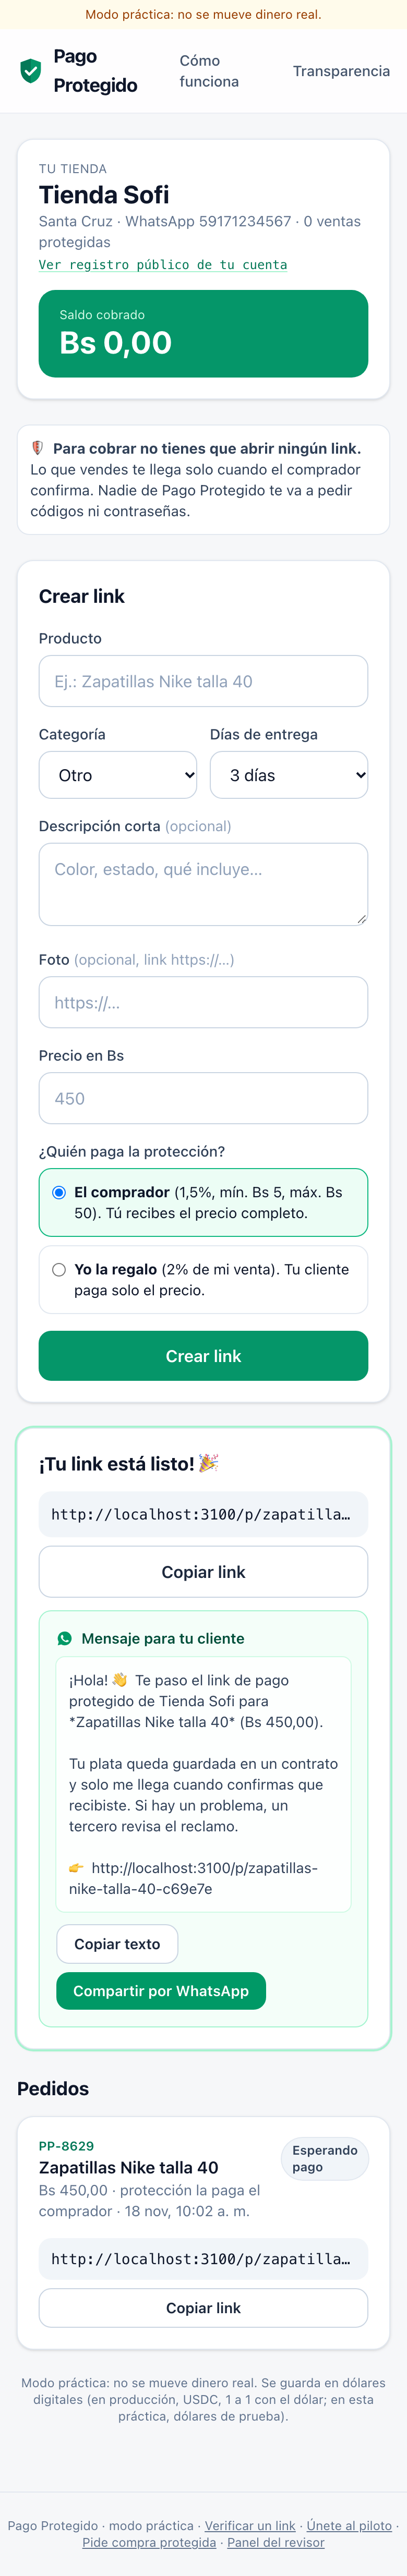 Modo práctica: no se mueve dinero real.
Pago
Protegido
Cómo
funciona
Transparencia
TU TIENDA
Tienda Sofi
Santa Cruz · WhatsApp 59171234567 · 0 ventas
protegidas
Ver registro público de tu cuenta
Saldo cobrado
Bs 0,00
Para cobrar no tienes que abrir ningún link.
Lo que vendes te llega solo cuando el comprador
confirma. Nadie de Pago Protegido te va a pedir
códigos ni contraseñas.
Crear link
Producto
Ej.: Zapatillas Nike talla 40
Categoría
Días de entrega
Otro
3 días
Descripción corta (opcional)
Color, estado, qué incluye...
Foto (opcional, link https://...)
https://...
Precio en Bs
450
¿Quién paga la protección?
El comprador (1,5%, mín. Bs 5, máx. Bs
50). Tú recibes el precio completo.
Yo la regalo (2% de mi venta). Tu cliente
paga solo el precio.
Crear link
¡Tu link está listo! 🎉
http://localhost:3100/p/zapatilla…
Copiar link
Mensaje para tu cliente
¡Hola! 👋 Te paso el link de pago
protegido de Tienda Sofi para
*Zapatillas Nike talla 40* (Bs 450,00).
Tu plata queda guardada en un contrato
y solo me llega cuando confirmas que
recibiste. Si hay un problema, un
tercero revisa el reclamo.
👉 http://localhost:3100/p/zapatillas-
nike-talla-40-c69e7e
Copiar texto
Compartir por WhatsApp
Pedidos
PP-8629
Zapatillas Nike talla 40
Bs 450,00 · protección la paga el
comprador · 18 nov, 10:02 a. m.
Esperando
pago
http://localhost:3100/p/zapatilla…
Copiar link
Modo práctica: no se mueve dinero real. Se guarda en dólares
digitales (en producción, USDC, 1 a 1 con el dólar; en esta
práctica, dólares de prueba).
Pago Protegido · modo práctica · Verificar un link · Únete al piloto ·
Pide compra protegida · Panel del revisor